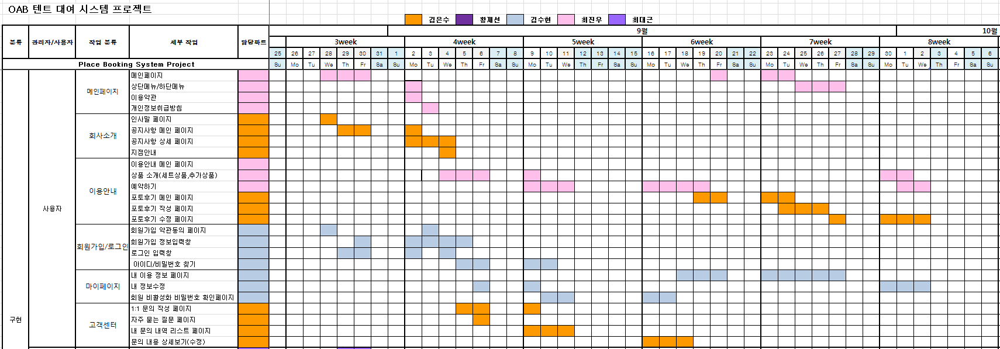 OAB 텐트 대여 시스템 프로젝트
김은수 황제선 김수현 최진우 최대근
분류 관리자/사용자 작업 분류 세부 작업 담당파트
9월 10월
3week 4week 5week 6week 7week 8week
25 26 27 28 29 30 31 1 2 3 4 5 6 7 8 9 10 11 12 13 14 15 16 17 18 19 20 21 22 23 24 25 26 27 28 29 30 1 2 3 4 5 6
Place Booking System Project Su Mo Tu We Th Fr Sa Su Mo Tu We Th Fr Sa Su Mo Tu We Th Fr Sa Su Mo Tu We Th Fr Sa Su Mo Tu We Th Fr Sa Su Mo Tu We Th Fr Sa Su
구현
사용자
메인페이지
메인페이지
상단메뉴/하단메뉴
이용약관
개인정보취급방침
회사소개
인사말 페이지
공지사항 메인 페이지
공지사항 상세 페이지
지점안내
이용안내
이용안내 메인 페이지
상품 소개(세트상품,추가상품)
예약하기
포토후기 메인 페이지
포토후기 작성 페이지
포토후기 수정 페이지
회원가입/로그인
회원가입 약관동의 페이지
회원가입 정보입력창
로그인 입력창
아이디/비밀번호 찾기
마이페이지
내 이용 정보 페이지
내 정보수정
회원 비활성화 비밀번호 확인페이지
고객센터
1:1 문의 작성 페이지
자주 묻는 질문 페이지
내 문의 내역 리스트 페이지
문의 내용 상세보기(수정)